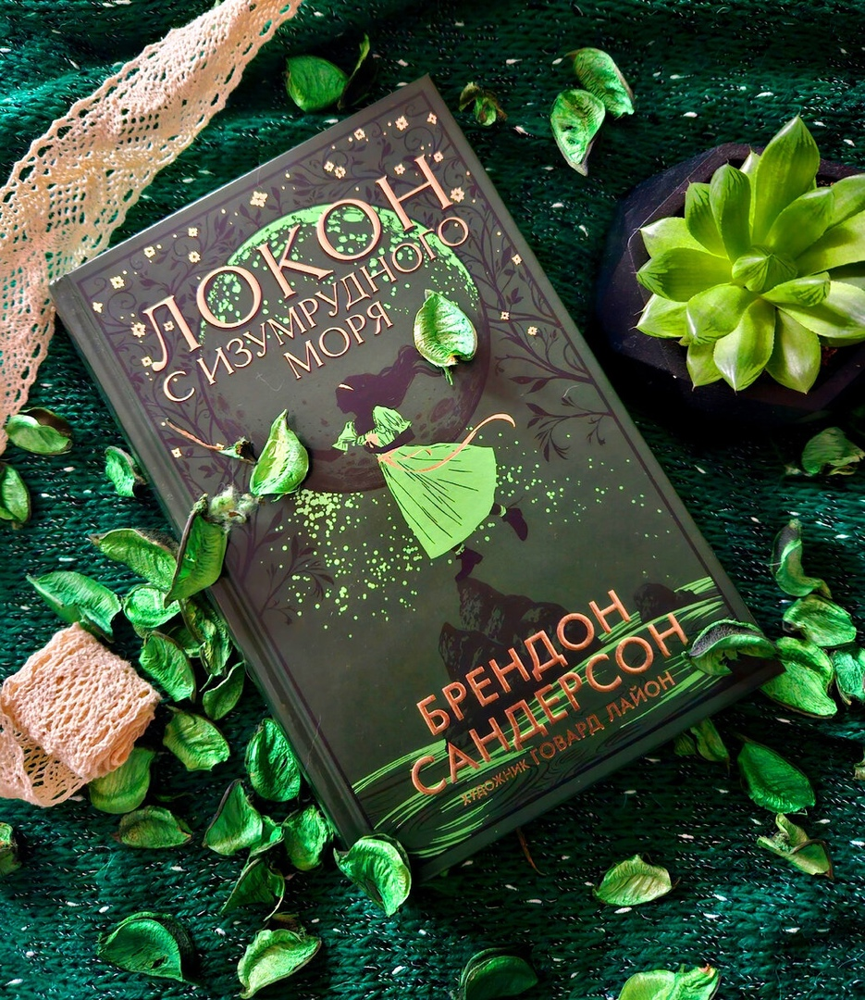 ЛОКОН
С ИЗУМРУДНОГО
МОРЯ
БРЕНДОН
САНДЕРСОН
ХУДОЖНИК ГОВАРД ЛАЙОН